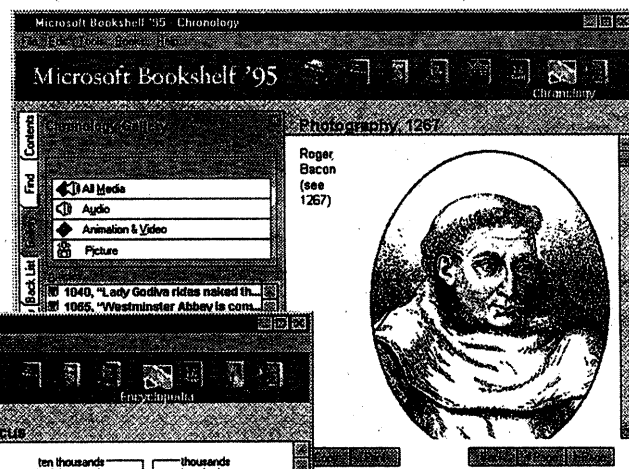 Microsoft Bookshelf '95 - Chronology
Microsoft Bookshelf '95
Chronology
Contents
Find
Back List
Chronology Gallery
All Media
Audio
Animation & Video
Picture
1040, "Lady Godiva rides naked th...
1065, "Westminster Abbey is com...
Photography, 1267
Roger,
Bacon
(see
1267)
Encyclopedia
ten thousands
thousands